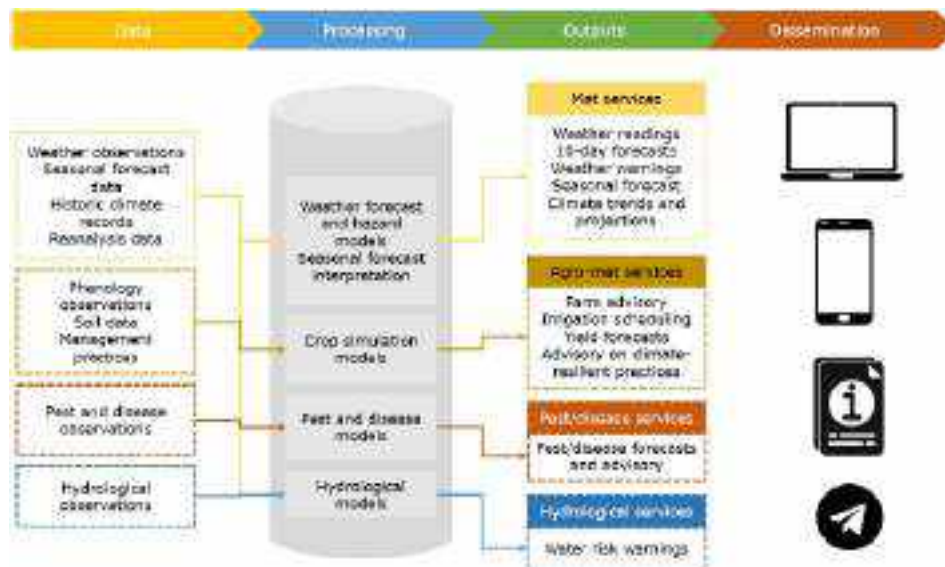 Data
Processing
Outputs
Dissemination
Weather observations
Seasonal forecast
data
Historic climate
records
Reanalysis data
Phenology
observations
Soil data
Management
practices
Pest and disease
observations
Hydrological
observations
Weather forecast
and hazard
models
Seasonal forecast
interpretation
Crop simulation
models
Pest and disease
models
Hydrological
models
Met services
Weather readings
10-day forecasts
Weather warnings
Seasonal forecast
Climate trends and
projections
Agro-met services
Farm advisory
Irrigation scheduling
Yield forecasts
Advisory on climate-
resilient practices
Pest/disease services
Pest/disease forecasts
and advisory
Hydrological services
Water risk warnings